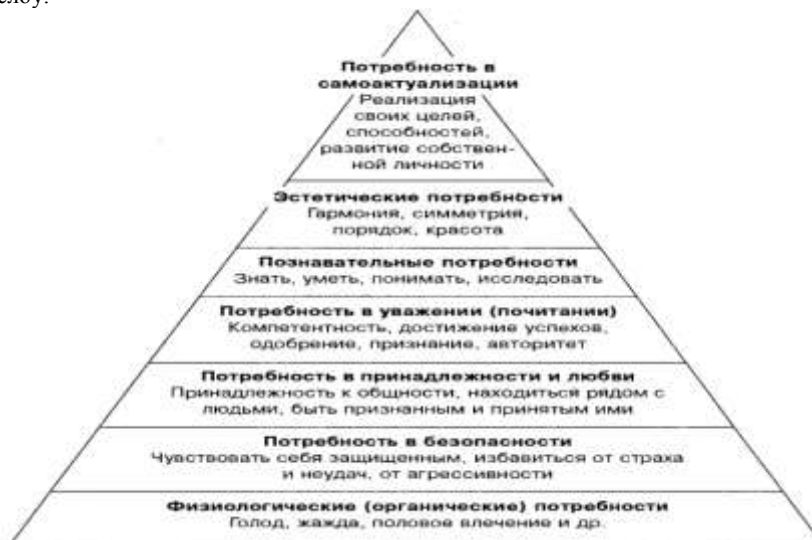 Потребность в
самоактуализации
Реализация
своих целей,
способностей,
развитие собствен-
ной личности
Эстетические потребности
Гармония, симметрия,
порядок, красота
Познавательные потребности
Знать, уметь, понимать, исследовать
Потребность в уважении (почитании)
Компетентность, достижение успехов,
одобрение, признание, авторитет
Потребность в принадлежности и любви
Принадлежность к общности, находиться рядом с
людьми, быть признанным и принятым ими
Потребность в безопасности
Чувствовать себя защищенным, избавиться от страха
и неудач, от агрессивности
Физиологические (органические) потребности
Голод, жажда, половое влечение и др.